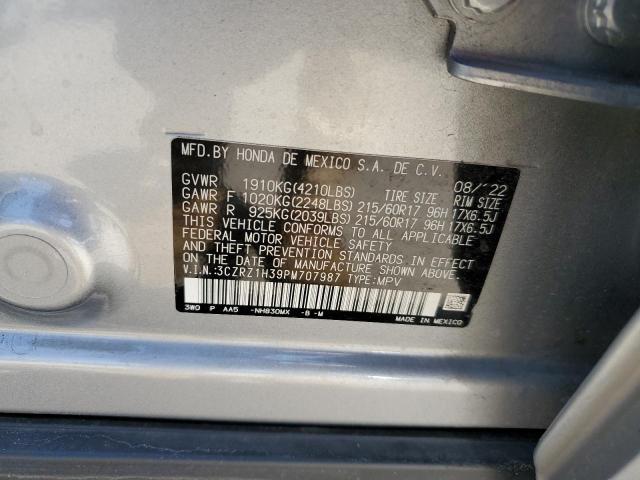 MFD.BY HONDA DE MEXICO S.A. DE C.V. 08/'22
GVWR 1910KG(4210LBS) TIRE SIZE RIM SIZE
GAWR F 1020KG(2248LBS) 215/60R17 96H 17X6.5J
GAWR R 925KG(2039LBS) 215/60R17 96H 17X6.5J
THIS VEHICLE CONFORMS TO ALL APPLICABLE
FEDERAL MOTOR VEHICLE SAFETY
AND THEFT PREVENTION STANDARDS IN EFFECT
ON THE DATE OF MANUFACTURE SHOWN ABOVE.
V.I.N:3CZRZ1H39PM707987 TYPE:MPV
3W0 P AA5 -NH830MX -B -M MADE IN MEXICO